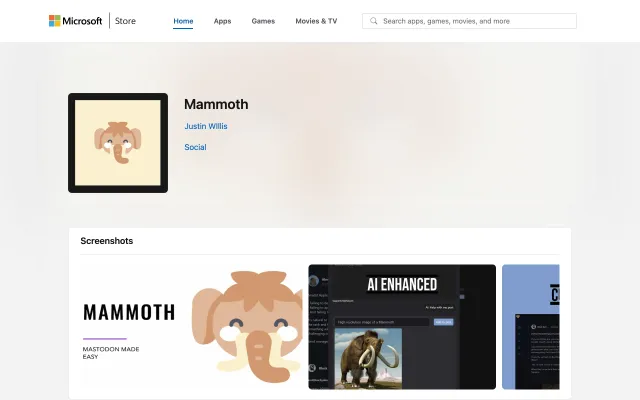 Microsoft | Store
Home
Apps
Games
Movies & TV
Search apps, games, movies, and more
Mammoth
Justin Willis
Social
Screenshots
MAMMOTH
MASTODON MADE
EASY
AI ENHANCED